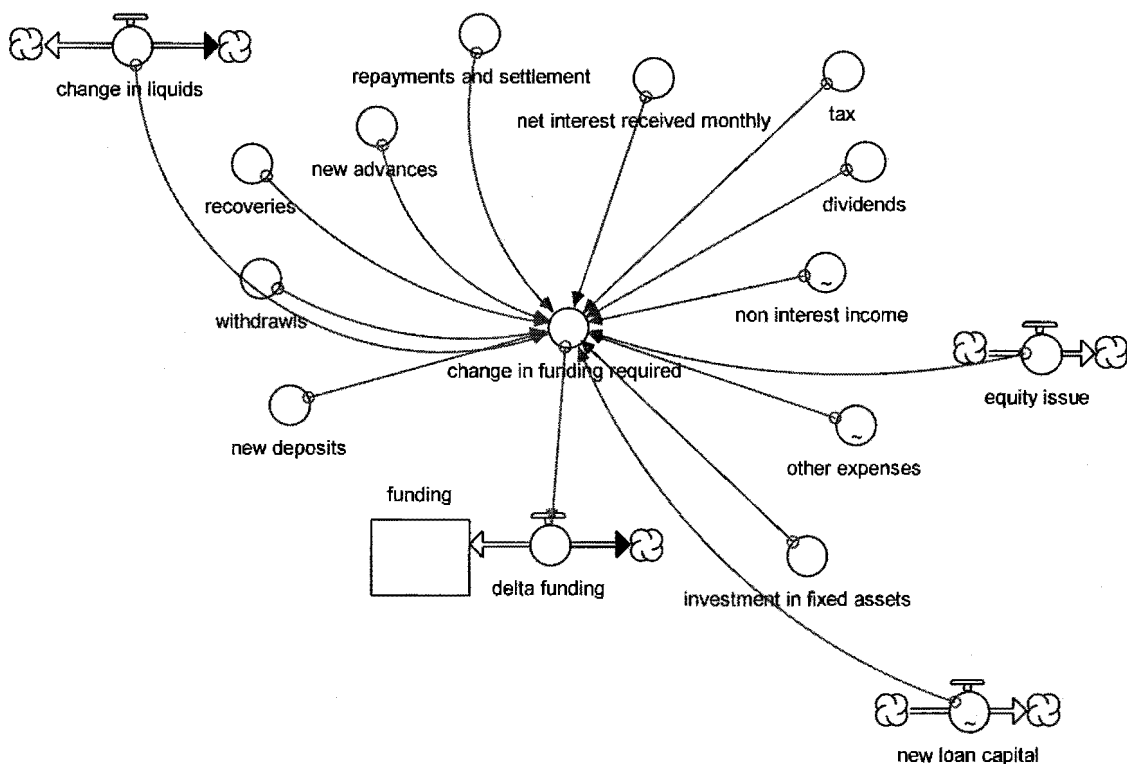 change in liquids
repayments and settlement
net interest received monthly
tax
new advances
recoveries
dividends
withdrawls
non interest income
change in funding required
equity issue
new deposits
other expenses
funding
delta funding
investment in fixed assets
new loan capital